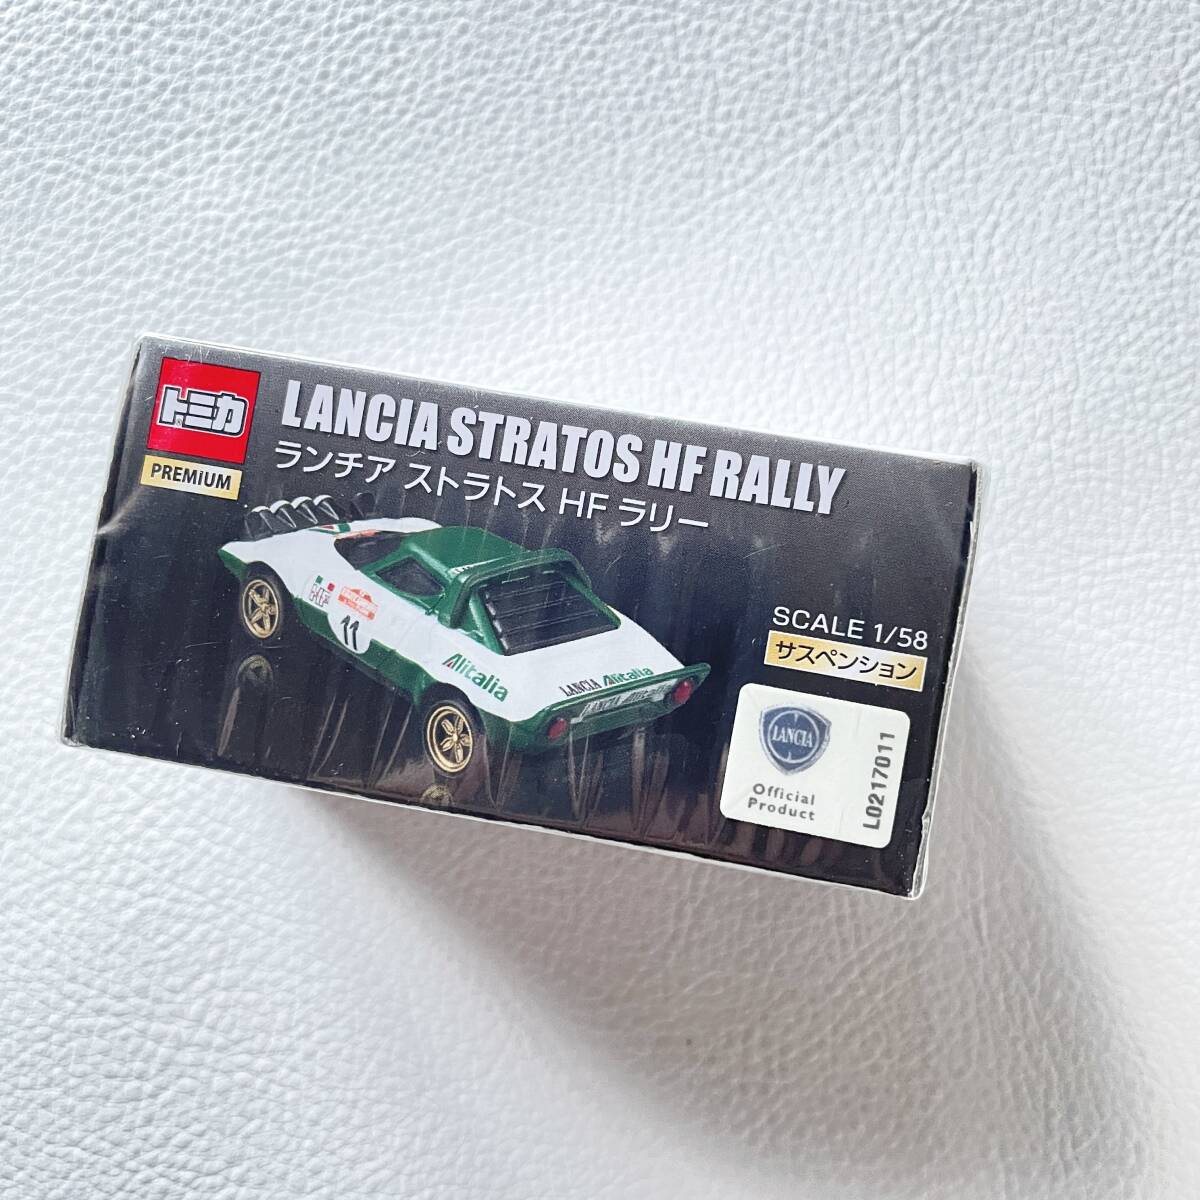 トミカ
PREMiUM
LANCIA STRATOS HF RALLY
ランチア ストラトス HF ラリー
11
Alitalia
LANCIA Alitalia
LANCIA Alitalia
SCALE 1/58
サスペンション
LANCIA
Official
Product
L0217011